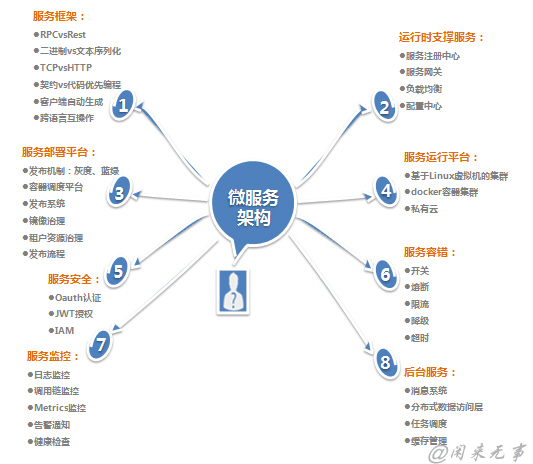 服务框架：
●RPCvsRest
●二进制vs文本序列化
●TCPvsHTTP
●契约vs代码优先编程
●客户端自动生成
●跨语言互操作
1
运行时支撑服务：
●服务注册中心
●服务网关
●负载均衡
●配置中心
2
服务部署平台：
●发布机制：灰度、蓝绿
●容器调度平台
●发布系统
●镜像治理
●租户资源治理
●发布流程
3
微服务
架构
服务运行平台：
●基于Linux虚拟机的集群
●docker容器集群
●私有云
4
服务安全：
●Oauth认证
●JWT授权
●IAM
5
服务容错：
●开关
●熔断
●限流
●降级
●超时
6
?
服务监控：
●日志监控
●调用链监控
●Metrics监控
●告警通知
●健康检查
7
后台服务：
●消息系统
●分布式数据访问层
●任务调度
●缓存管理
8
@闲来无事